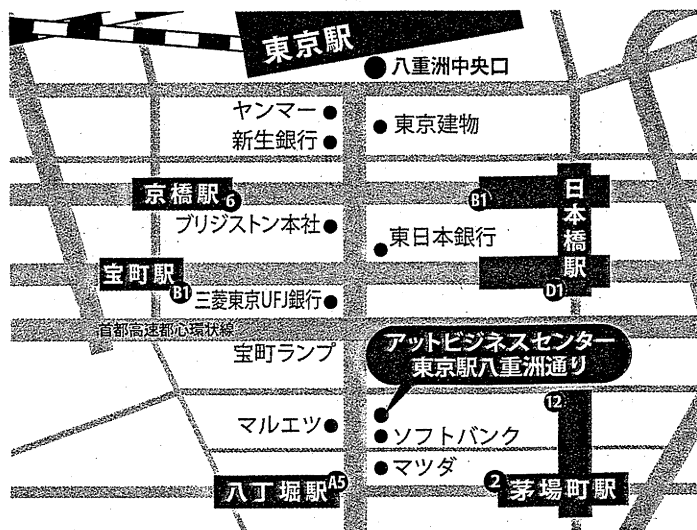 東京駅
八重洲中央口
ヤンマー
新生銀行
東京建物
京橋駅
6
B1
日本橋駅
ブリジストン本社
東日本銀行
宝町駅
B1
D1
三菱東京UFJ銀行
首都高速都心環状線
宝町ランプ
アットビジネスセンター
東京駅八重洲通り
12
マルエツ
ソフトバンク
マツダ
八丁堀駅
A5
2
茅場町駅